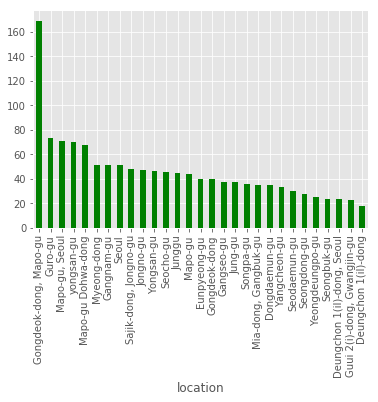 160
140
120
100
80
60
40
20
0
Gongdeok-dong, Mapo-gu
Guro-gu
Mapo-gu, Seoul
yongsan-gu
Mapo-gu Dohwa-dong
Myeong-dong
Gangnam-gu
Seoul
Sajik-dong, Jongno-gu
Jongno-gu
Yongsan-gu
Seocho-gu
Junggu
Mapo-gu
Eunpyeong-gu
Gongdeok-dong
Gangseo-gu
Jung-gu
Songpa-gu
Mia-dong, Gangbuk-gu
Dongdaemun-gu
Yangcheon-gu
Seodaemun-gu
Seongdong-gu
Yeongdeungpo-gu
Seongbuk-gu
Deungchon 1(il)-dong, Seoul
Guui 2(i)-dong, Gwangjin-gu
Deungchon 1(il)-dong
location